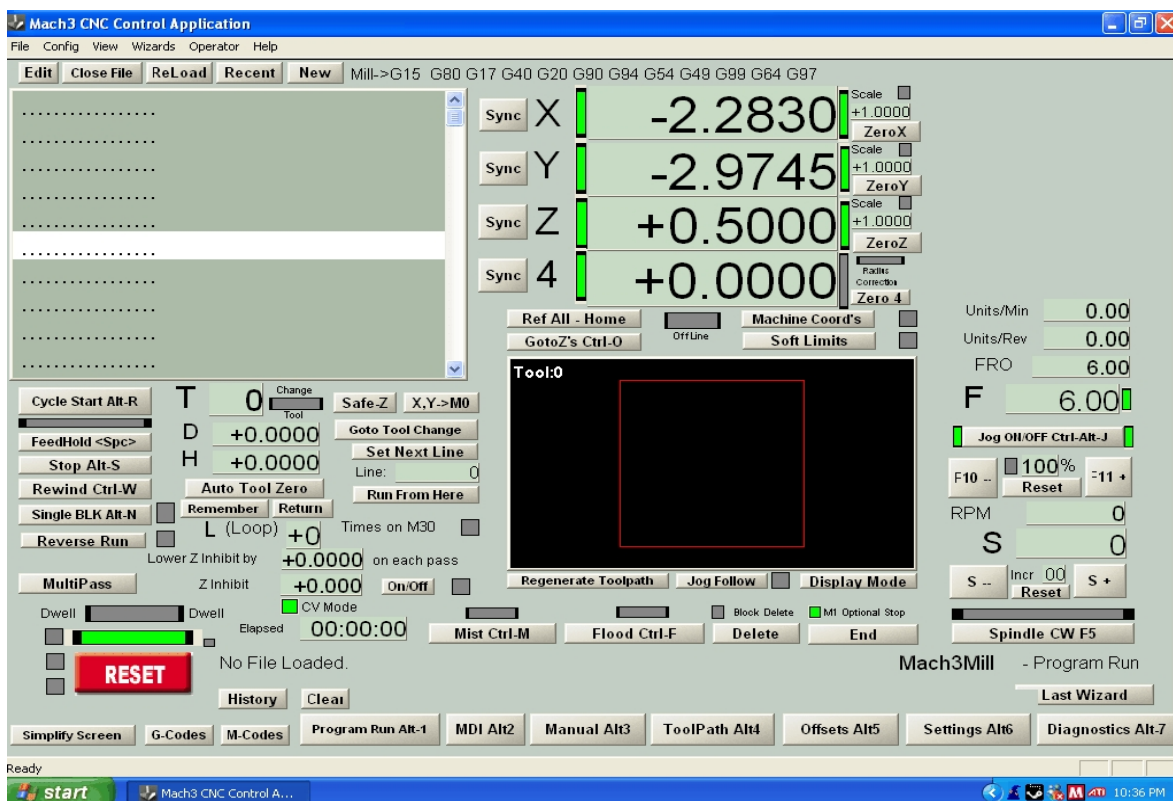 Mach3 CNC Control Application
File Config View Wizards Operator Help
Edit Close File ReLoad Recent New Mill->G15 G80 G17 G40 G20 G90 G94 G54 G49 G99 G64 G97
................
................
................
................
................
................
................
................
................
................
Sync X -2.2830 Scale +1.0000 ZeroX
Sync Y -2.9745 Scale +1.0000 ZeroY
Sync Z +0.5000 Scale +1.0000 ZeroZ
Sync 4 +0.0000 Radius Correction Zero 4
Ref All - Home OffLine Machine Coord's
GotoZ's Ctrl-O Soft Limits
Tool:0
Regenerate Toolpath Jog Follow Display Mode
Units/Min 0.00
Units/Rev 0.00
FRO 6.00
F 6.00
Jog ON/OFF Ctrl-Alt-J
F10 -- 100% Reset F11 +
RPM 0
S 0
S -- Incr 00 Reset S +
Spindle CW F5
Cycle Start Alt-R
FeedHold <Spc>
Stop Alt-S
Rewind Ctrl-W
Single BLK Alt-N
Reverse Run
T 0 Change Tool
D +0.0000
H +0.0000
Auto Tool Zero
Remember Return
Safe-Z X,Y->M0
Goto Tool Change
Set Next Line
Line: 0
Run From Here
L (Loop) +0 Times on M30
Lower Z Inhibit by +0.0000 on each pass
MultiPass Z Inhibit +0.000 On/Off
Dwell Dwell CV Mode
Elapsed 00:00:00
Mist Ctrl-M Flood Ctrl-F
Block Delete M1 Optional Stop
Delete End
RESET
No File Loaded.
History Clear
Mach3Mill - Program Run
Last Wizard
Simplify Screen G-Codes M-Codes Program Run Alt-1 MDI Alt2 Manual Alt3 ToolPath Alt4 Offsets Alt5 Settings Alt6 Diagnostics Alt-7
Ready
start Mach3 CNC Control A... M ATI 10:36 PM